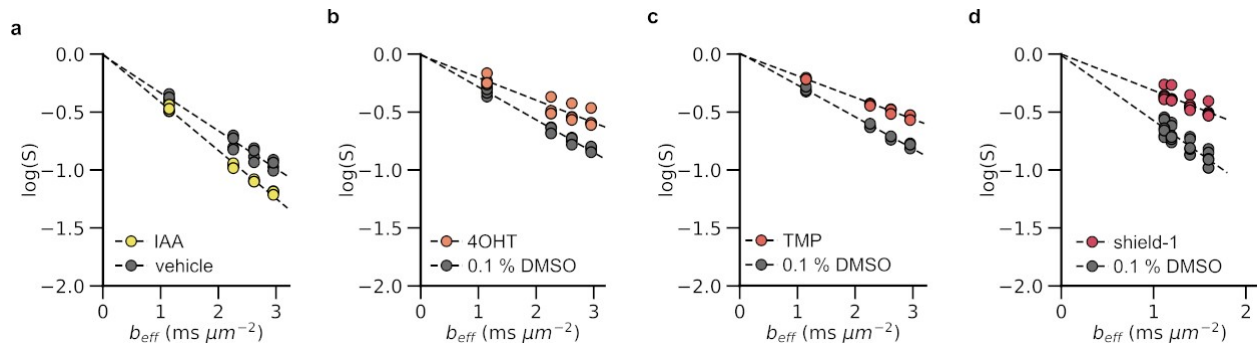 a
0.0
−0.5
−1.0
−1.5
−2.0
log(S)
IAA
vehicle
0 1 2 3
b_eff (ms μm⁻²)
b
0.0
−0.5
−1.0
−1.5
−2.0
log(S)
4OHT
0.1 % DMSO
0 1 2 3
b_eff (ms μm⁻²)
c
0.0
−0.5
−1.0
−1.5
−2.0
log(S)
TMP
0.1 % DMSO
0 1 2 3
b_eff (ms μm⁻²)
d
0.0
−0.5
−1.0
−1.5
−2.0
log(S)
shield-1
0.1 % DMSO
0 1 2
b_eff (ms μm⁻²)